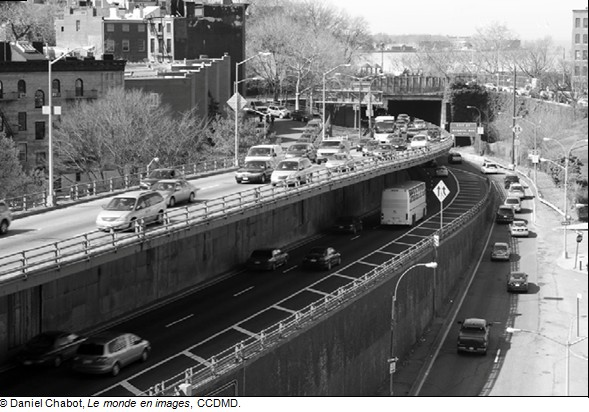 © Daniel Chabot, Le monde en images, CCDMD.